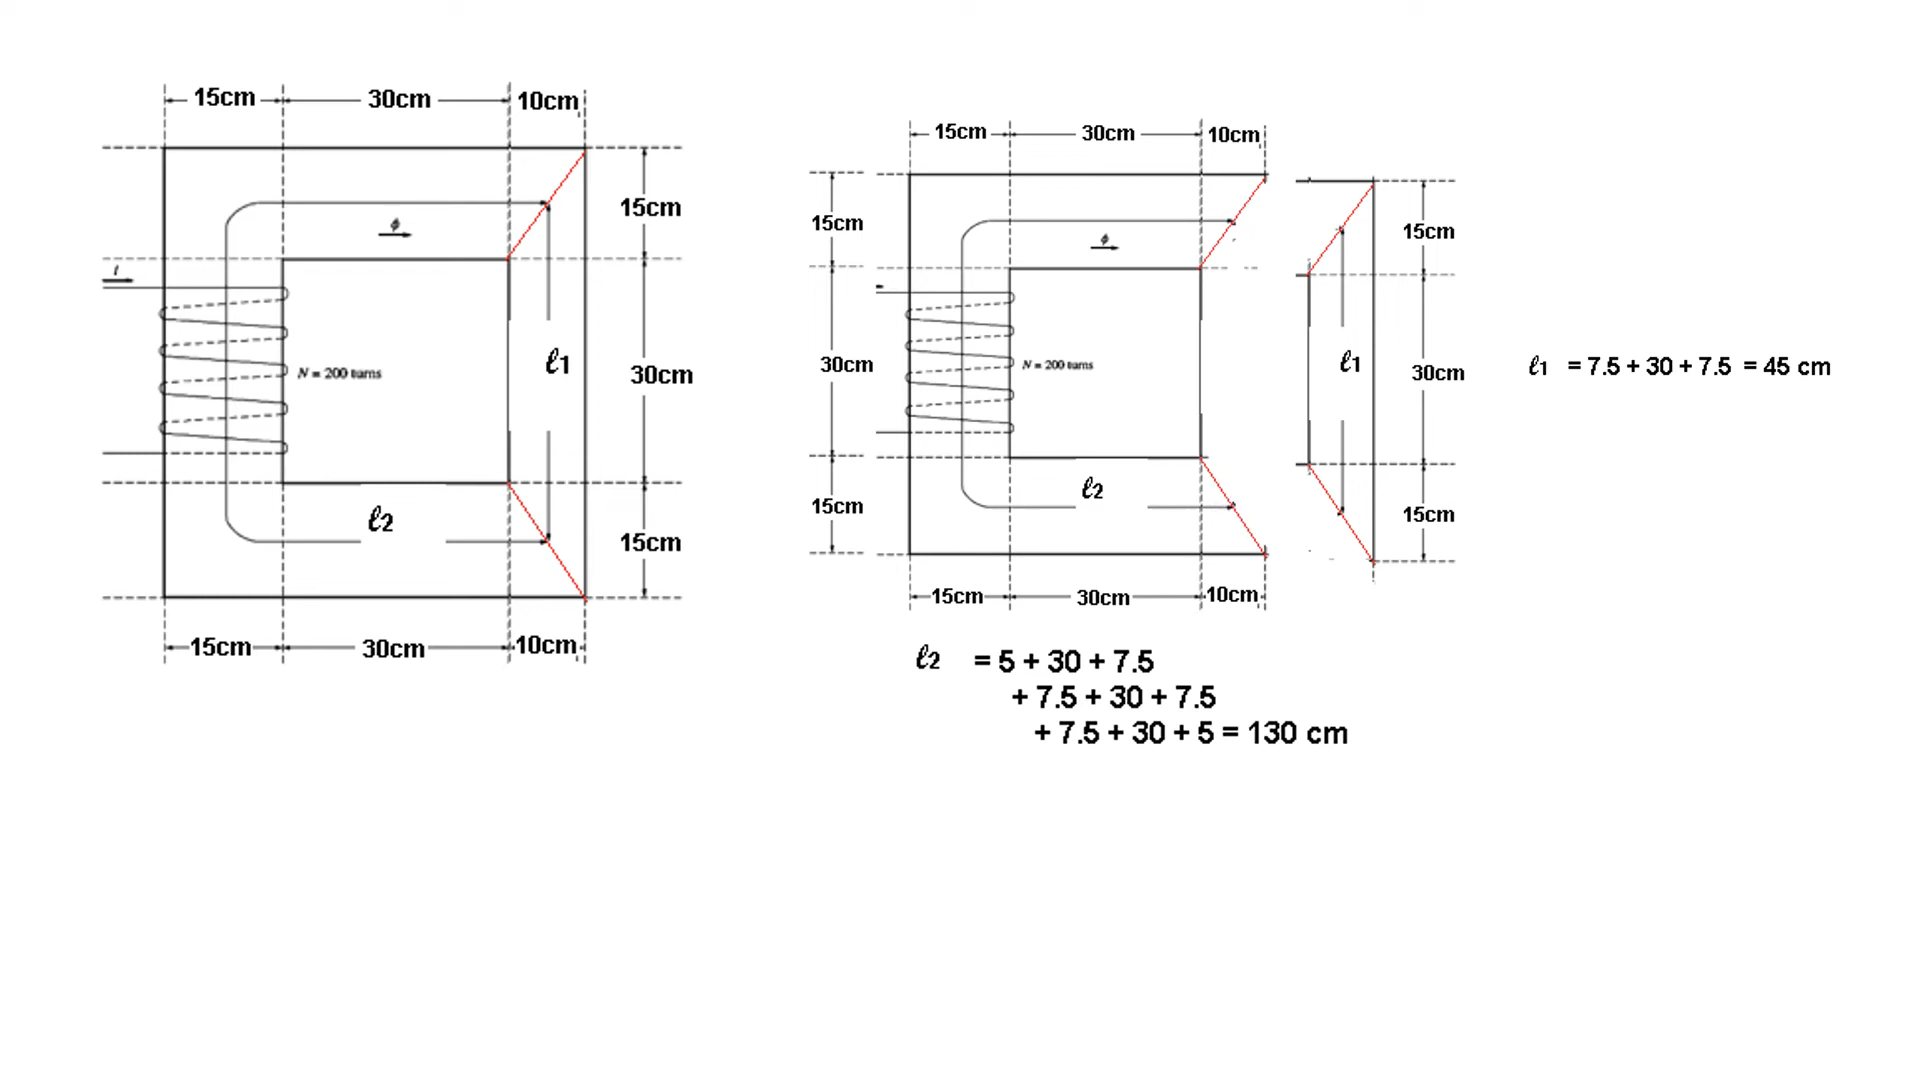 15cm 30cm 10cm
15cm
ϕ
i
ℓ1
30cm
N = 200 turns
ℓ2
15cm
15cm 30cm 10cm
15cm 30cm 10cm
15cm
ϕ
30cm
N = 200 turns
ℓ2
15cm
15cm 30cm 10cm
15cm
ℓ1
30cm
15cm
ℓ1 = 7.5 + 30 + 7.5 = 45 cm
ℓ2 = 5 + 30 + 7.5
+ 7.5 + 30 + 7.5
+ 7.5 + 30 + 5 = 130 cm